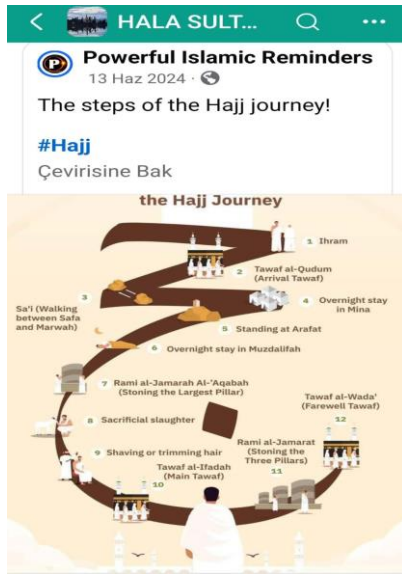 HALA SULT...
Powerful Islamic Reminders
13 Haz 2024 ·
The steps of the Hajj journey!
#Hajj
Çevirisine Bak
the Hajj Journey
1 Ihram
2
Tawaf al-Qudum
(Arrival Tawaf)
3
Sa'i (Walking
between Safa
and Marwah)
4 Overnight stay
in Mina
5 Standing at Arafat
6 Overnight stay in Muzdalifah
7 Rami al-Jamarah Al-'Aqabah
(Stoning the Largest Pillar)
8 Sacrificial slaughter
9 Shaving or trimming hair
Tawaf al-Ifadah
(Main Tawaf)
10
Rami al-Jamarat
(Stoning the
Three Pillars)
11
Tawaf al-Wada'
(Farewell Tawaf)
12